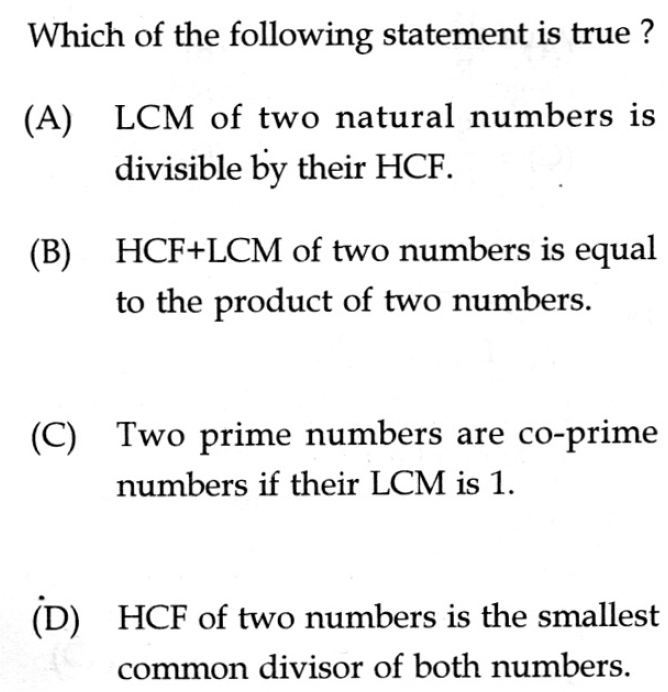 Which of the following statement is true ?
(A) LCM of two natural numbers is
divisible by their HCF.
(B) HCF+LCM of two numbers is equal
to the product of two numbers.
(C) Two prime numbers are co-prime
numbers if their LCM is 1.
(D) HCF of two numbers is the smallest
common divisor of both numbers.